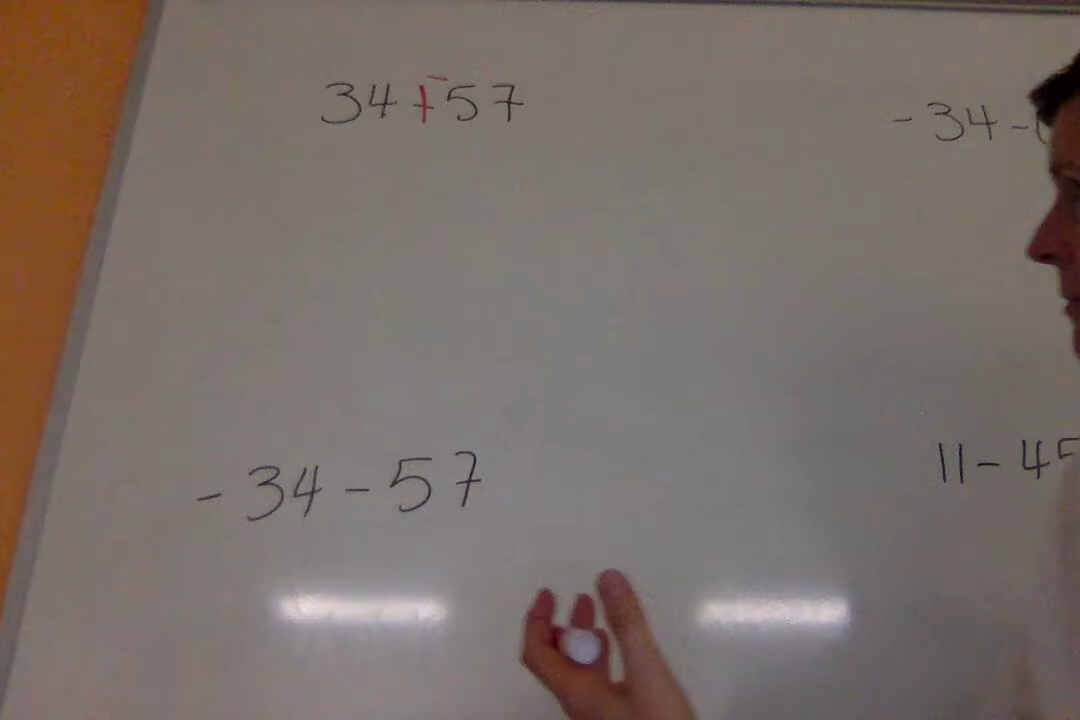 34 + ⁻57
-34 -
-34 - 57
11 - 45